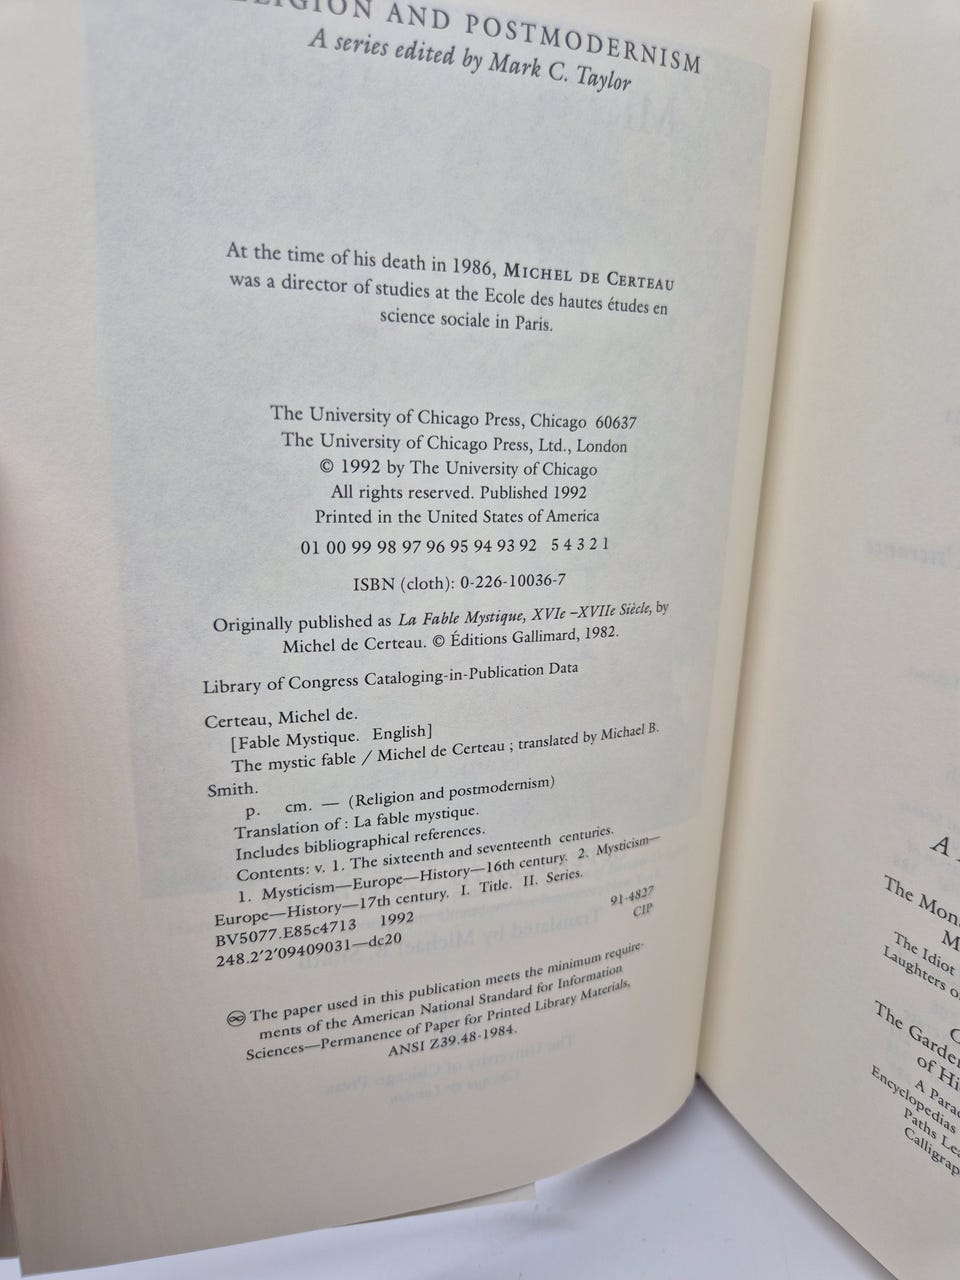 RELIGION AND POSTMODERNISM
A series edited by Mark C. Taylor
At the time of his death in 1986, MICHEL DE CERTEAU
was a director of studies at the Ecole des hautes études en
science sociale in Paris.
The University of Chicago Press, Chicago 60637
The University of Chicago Press, Ltd., London
© 1992 by The University of Chicago
All rights reserved. Published 1992
Printed in the United States of America
01 00 99 98 97 96 95 94 93 92 5 4 3 2 1
ISBN (cloth): 0-226-10036-7
Originally published as La Fable Mystique, XVIe –XVIIe Siècle, by
Michel de Certeau. © Éditions Gallimard, 1982.
Library of Congress Cataloging-in-Publication Data
Certeau, Michel de.
[Fable Mystique. English]
The mystic fable / Michel de Certeau ; translated by Michael B.
Smith.
p. cm. — (Religion and postmodernism)
Translation of : La fable mystique.
Includes bibliographical references.
Contents: v. 1. The sixteenth and seventeenth centuries.
1. Mysticism—Europe—History—16th century. 2. Mysticism—
Europe—History—17th century. I. Title. II. Series.
BV5077.E85c4713 1992
248.2'2'09409031—dc20
91-4827
CIP
The paper used in this publication meets the minimum require-
ments of the American National Standard for Information
Sciences—Permanence of Paper for Printed Library Materials,
ANSI Z39.48-1984.
A
The Mon
M
The Idiot
Laughters o
The Garde
of Hi
A Para
Encyclopedias
Paths Lea
Calligrap